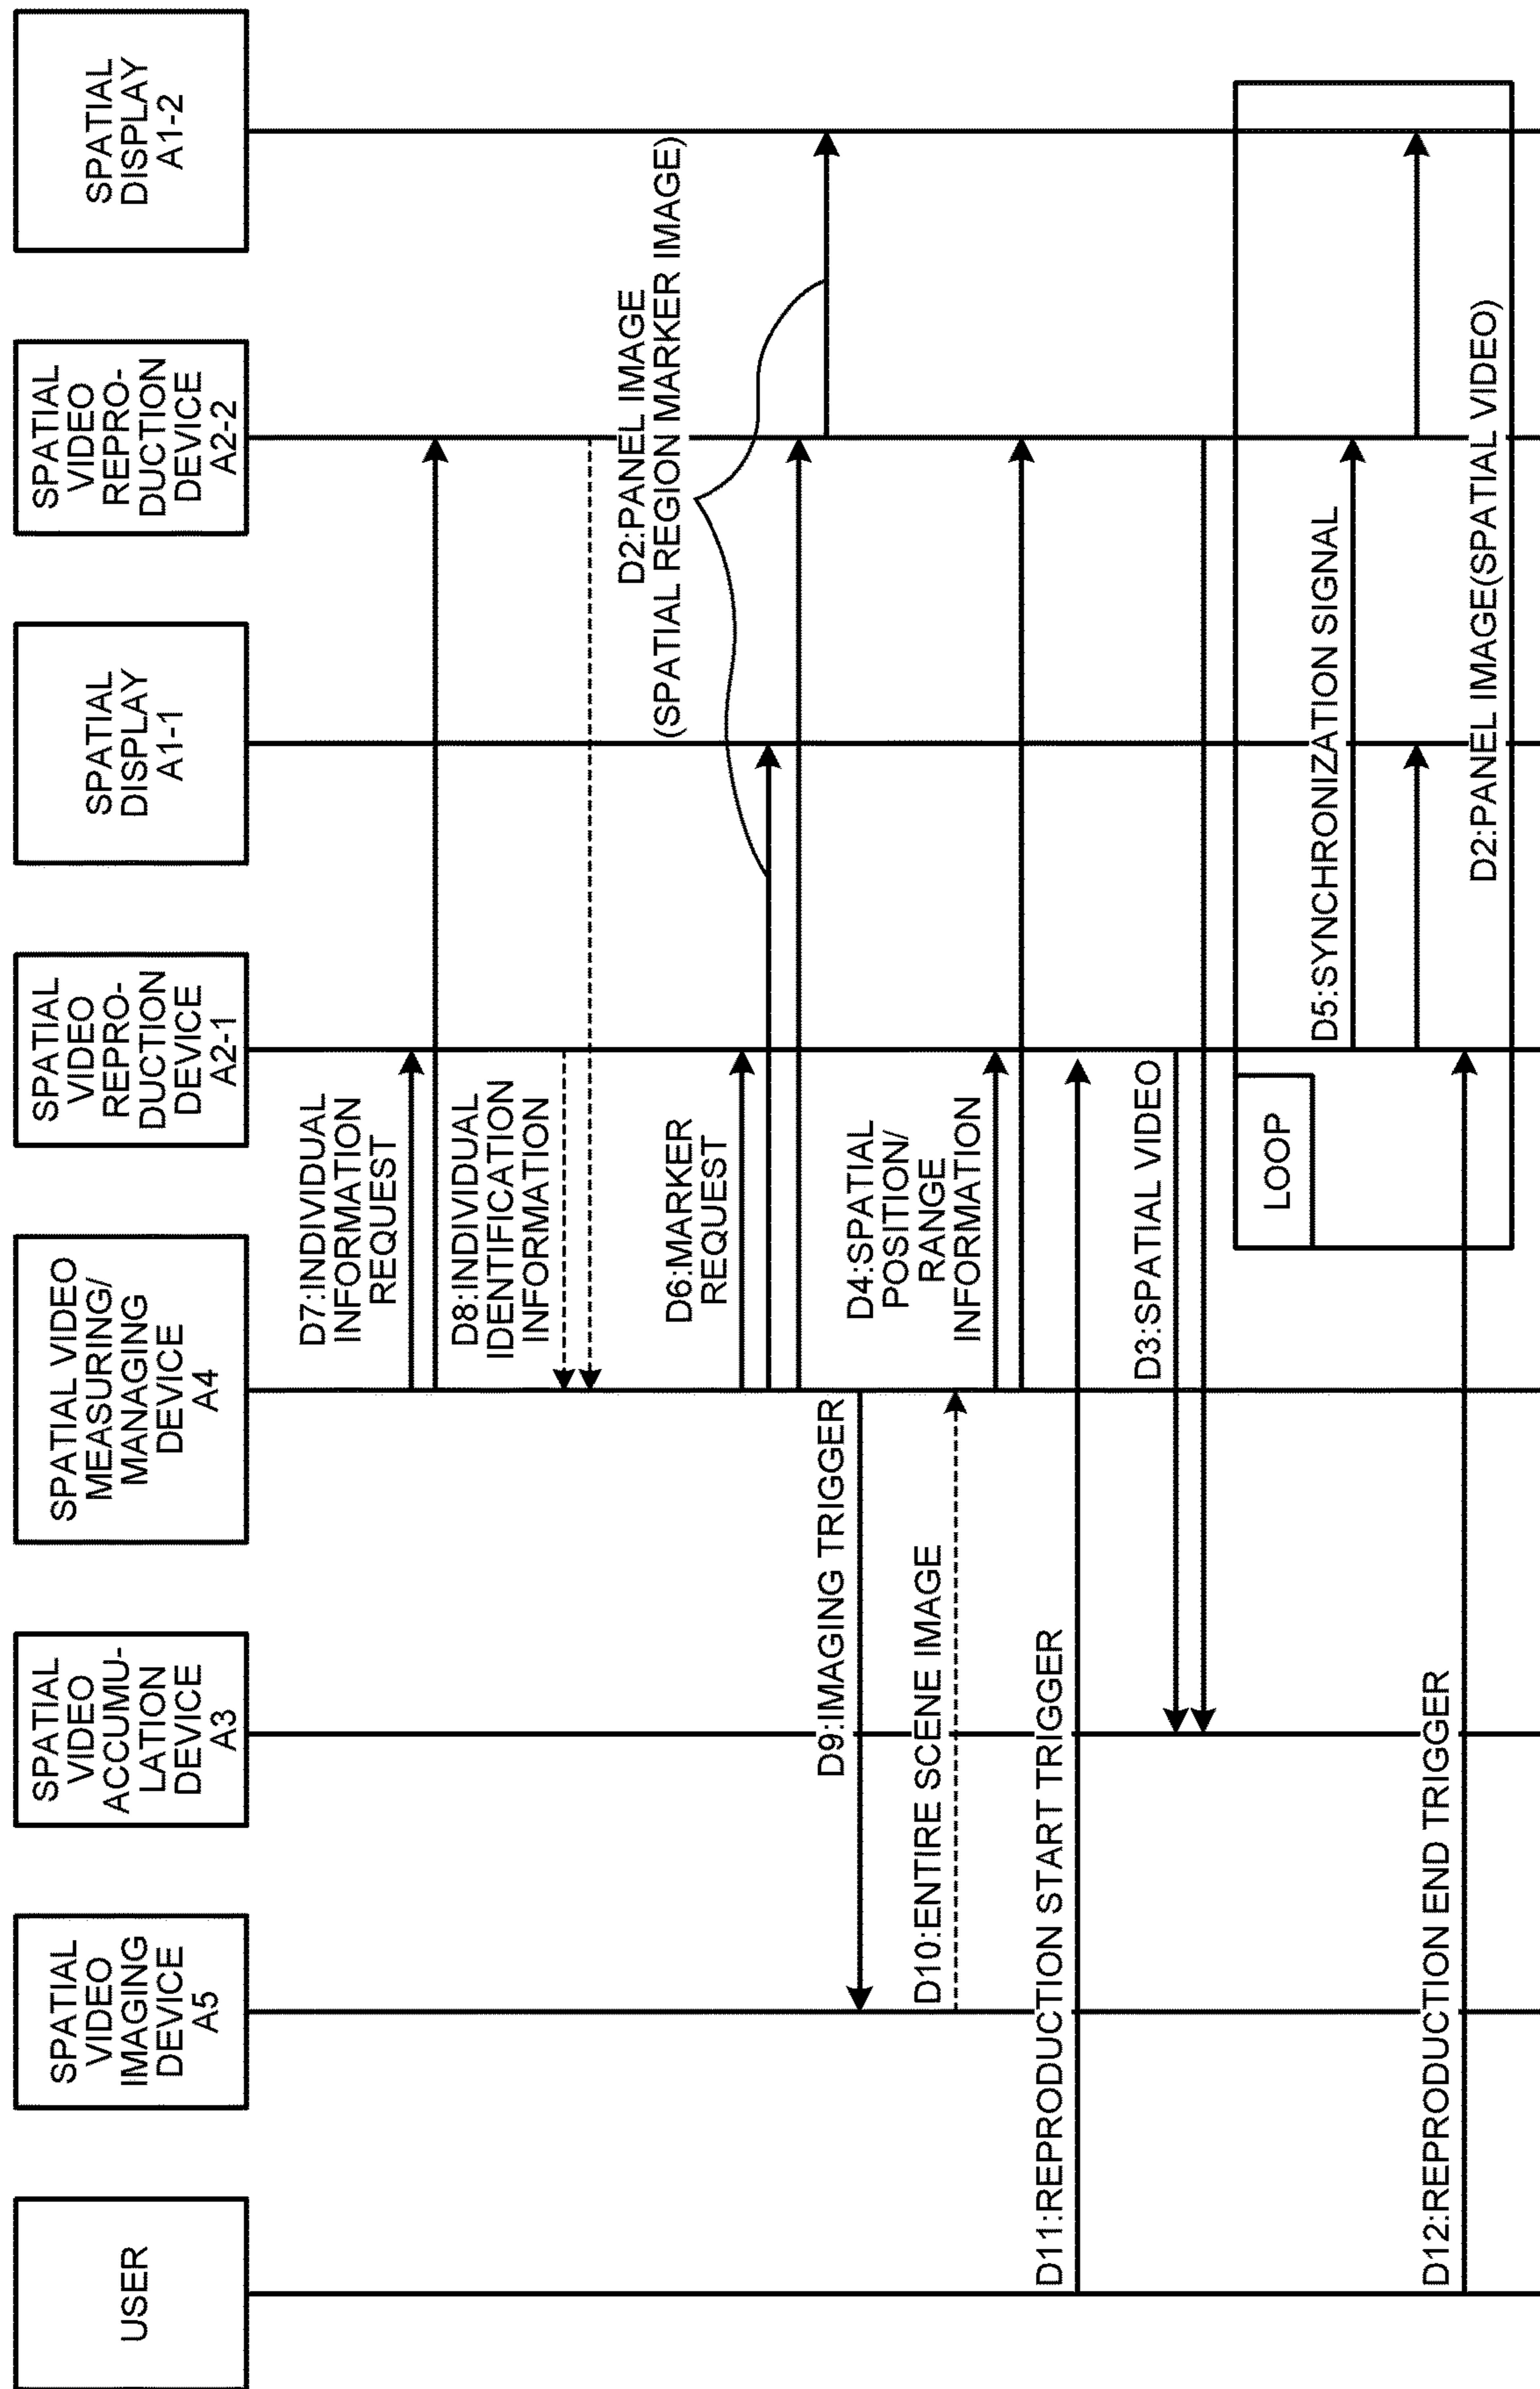 USER
SPATIAL
VIDEO
IMAGING
DEVICE
A5
SPATIAL
VIDEO
ACCUMU-
LATION
DEVICE
A3
SPATIAL VIDEO
MEASURING/
MANAGING
DEVICE
A4
SPATIAL
VIDEO
REPRO-
DUCTION
DEVICE
A2-1
SPATIAL
DISPLAY
A1-1
SPATIAL
VIDEO
REPRO-
DUCTION
DEVICE
A2-2
SPATIAL
DISPLAY
A1-2
D7:INDIVIDUAL
INFORMATION
REQUEST
D8:INDIVIDUAL
IDENTIFICATION
INFORMATION
D2:PANEL IMAGE
(SPATIAL REGION MARKER IMAGE)
D6:MARKER
REQUEST
D9:IMAGING TRIGGER
D4:SPATIAL
POSITION/
RANGE
INFORMATION
D10:ENTIRE SCENE IMAGE
D11:REPRODUCTION START TRIGGER
D3:SPATIAL VIDEO
LOOP
D5:SYNCHRONIZATION SIGNAL
D12:REPRODUCTION END TRIGGER
D2:PANEL IMAGE(SPATIAL VIDEO)